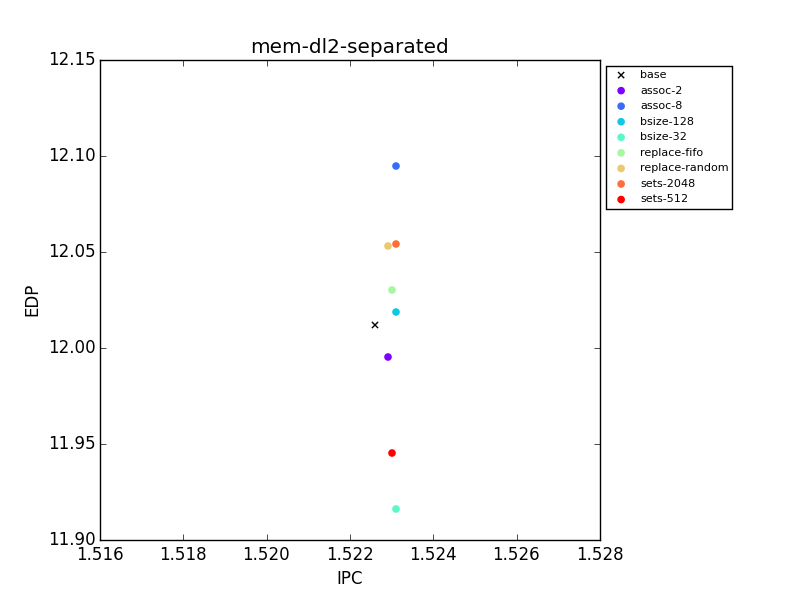 mem-dl2-separated
12.15
12.10
12.05
12.00
11.95
11.90
EDP
1.516
1.518
1.520
1.522
1.524
1.526
1.528
IPC
base
assoc-2
assoc-8
bsize-128
bsize-32
replace-fifo
replace-random
sets-2048
sets-512